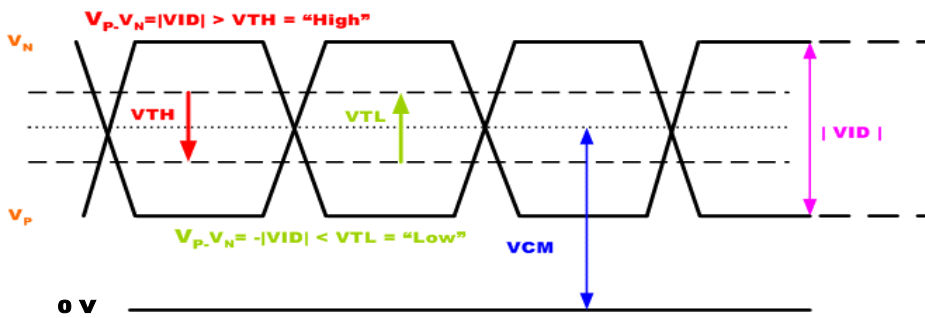 VP-VN=|VID| > VTH = “High”
VN
VTH
VTL
| VID |
VP
VP-VN= -|VID| < VTL = “Low”
VCM
0 V